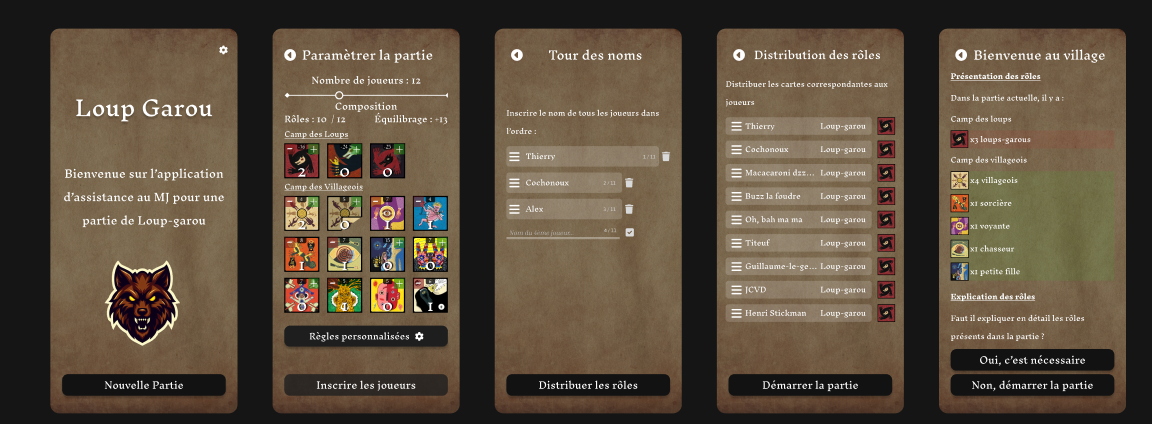 Loup Garou
Bienvenue sur l'application
d'assistance au MJ pour une
partie de Loup-garou
Nouvelle Partie
Paramètrer la partie
Nombre de joueurs : 12
Composition
Rôles : 10 / 12 Équilibrage : +13
Camp des Loups
2 0 0
Camp des Villageois
2 0 1 1
1 1 0 0
0 0 0 1
Règles personnalisées
Inscrire les joueurs
Tour des noms
Inscrire le nom de tous les joueurs dans
l'ordre :
Thierry 1/12
Cochonoux 2/12
Alex 3/12
Nom du 4ème joueur... 4/12
Distribuer les rôles
Distribution des rôles
Distribuer les cartes correspondantes aux
joueurs
Thierry Loup-garou
Cochonoux Loup-garou
Macacaroni dzz... Loup-garou
Buzz la foudre Loup-garou
Oh, bah ma ma Loup-garou
Titeuf Loup-garou
Guillaume-le-ge... Loup-garou
JCVD Loup-garou
Henri Stickman Loup-garou
Démarrer la partie
Bienvenue au village
Présentation des rôles
Dans la partie actuelle, il y a :
Camp des loups
x3 loups-garous
Camp des villageois
x4 villageois
x1 sorcière
x1 voyante
x1 chasseur
x1 petite fille
Explication des rôles
Faut il expliquer en détail les rôles
présents dans la partie ?
Oui, c'est nécessaire
Non, démarrer la partie